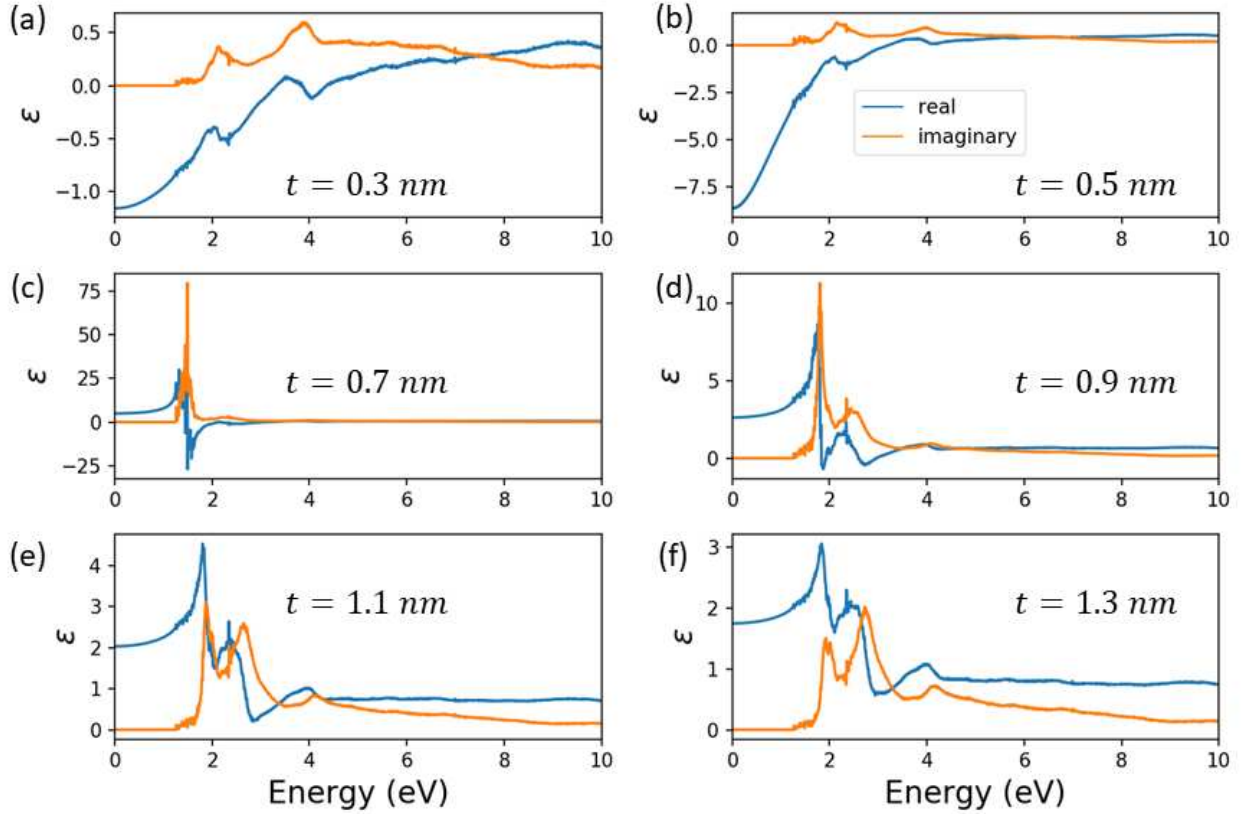 (a)
0.5
0.0
−0.5
−1.0
ε
t = 0.3 nm
0 2 4 6 8 10
(b)
0.0
−2.5
−5.0
−7.5
ε
real
imaginary
t = 0.5 nm
0 2 4 6 8 10
(c)
75
50
25
0
−25
ε
t = 0.7 nm
0 2 4 6 8 10
(d)
10
5
0
ε
t = 0.9 nm
0 2 4 6 8 10
(e)
4
3
2
1
0
ε
t = 1.1 nm
0 2 4 6 8 10
Energy (eV)
(f)
3
2
1
0
ε
t = 1.3 nm
0 2 4 6 8 10
Energy (eV)